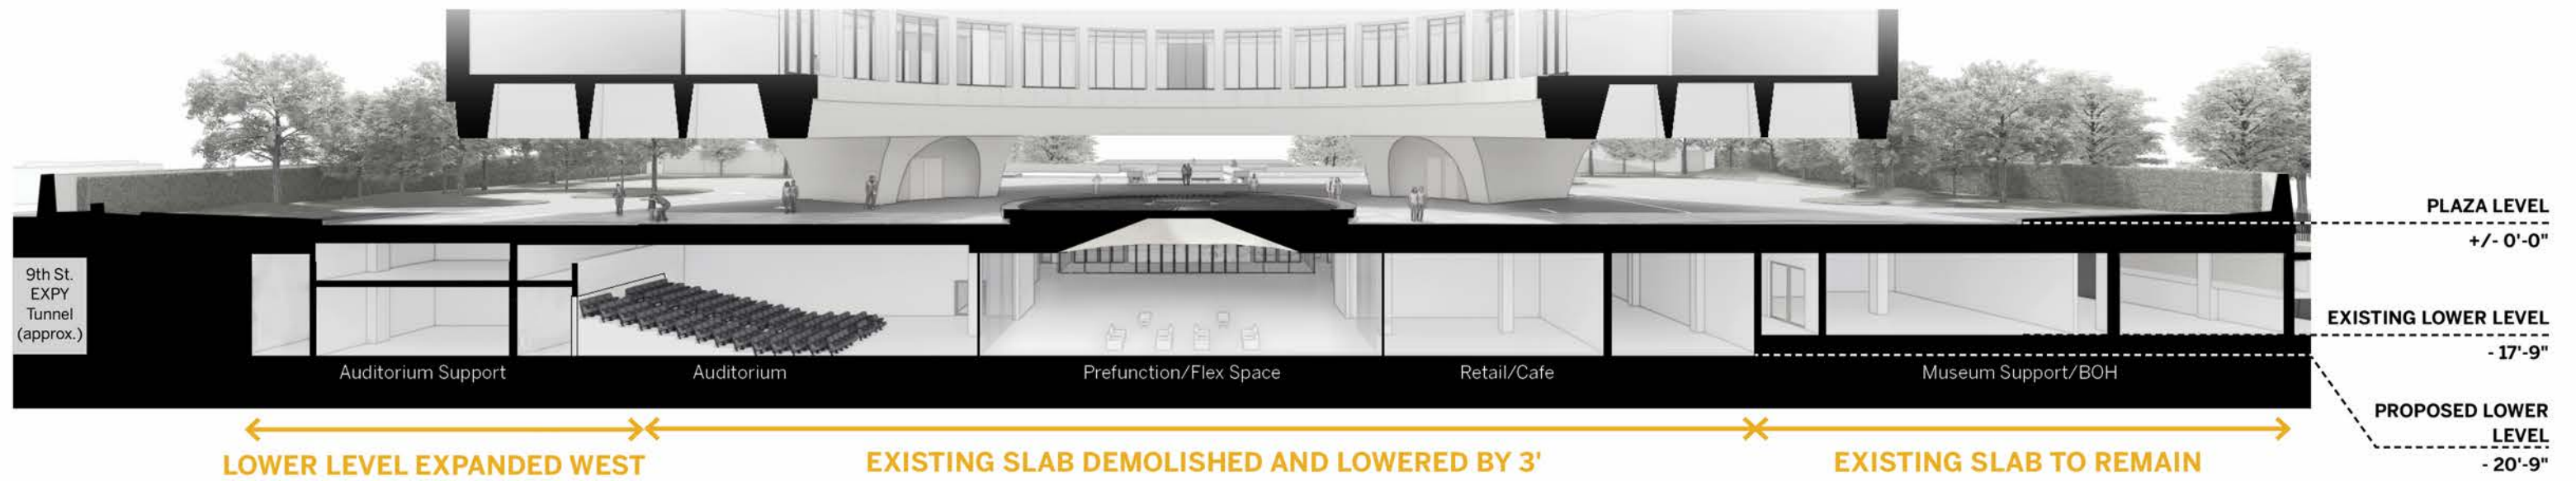 PLAZA LEVEL
+/- 0'-0"
9th St.
EXPY
Tunnel
(approx.)
EXISTING LOWER LEVEL
- 17'-9"
Auditorium Support
Auditorium
Prefunction/Flex Space
Retail/Cafe
Museum Support/BOH
PROPOSED LOWER
LEVEL
- 20'-9"
LOWER LEVEL EXPANDED WEST
EXISTING SLAB DEMOLISHED AND LOWERED BY 3'
EXISTING SLAB TO REMAIN